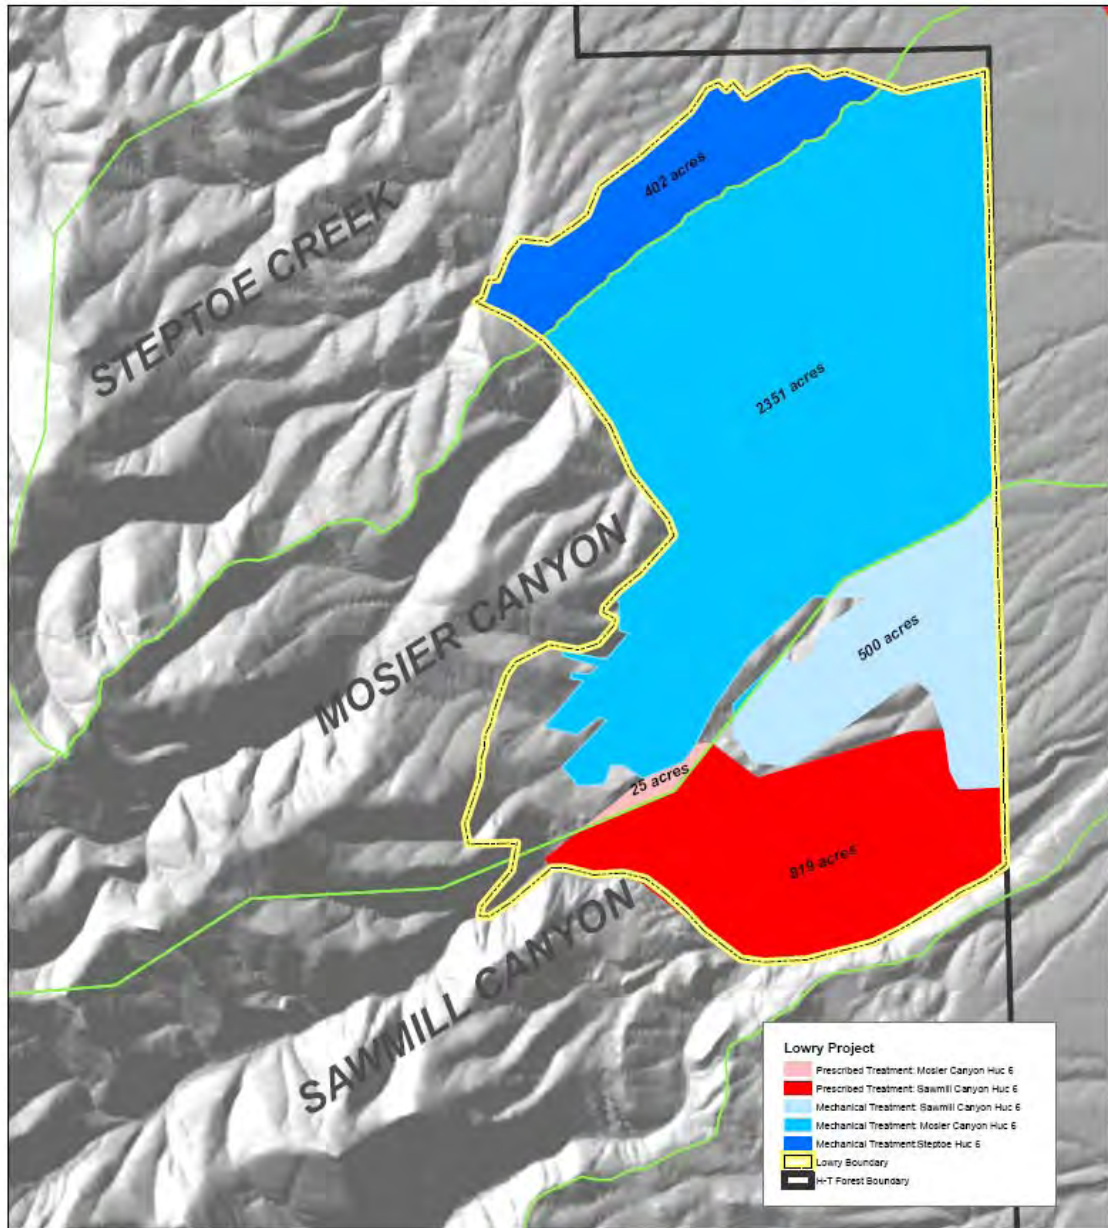 402 acres
STEPTOE CREEK
2351 acres
MOSIER CANYON
500 acres
25 acres
819 acres
SAWMILL CANYON
Lowry Project
Prescribed Treatment: Mosier Canyon Huc 6
Prescribed Treatment: Sawmill Canyon Huc 6
Mechanical Treatment: Sawmill Canyon Huc 6
Mechanical Treatment: Mosier Canyon Huc 6
Mechanical Treatment:Steptoe Huc 6
Lowry Boundary
H-T Forest Boundary